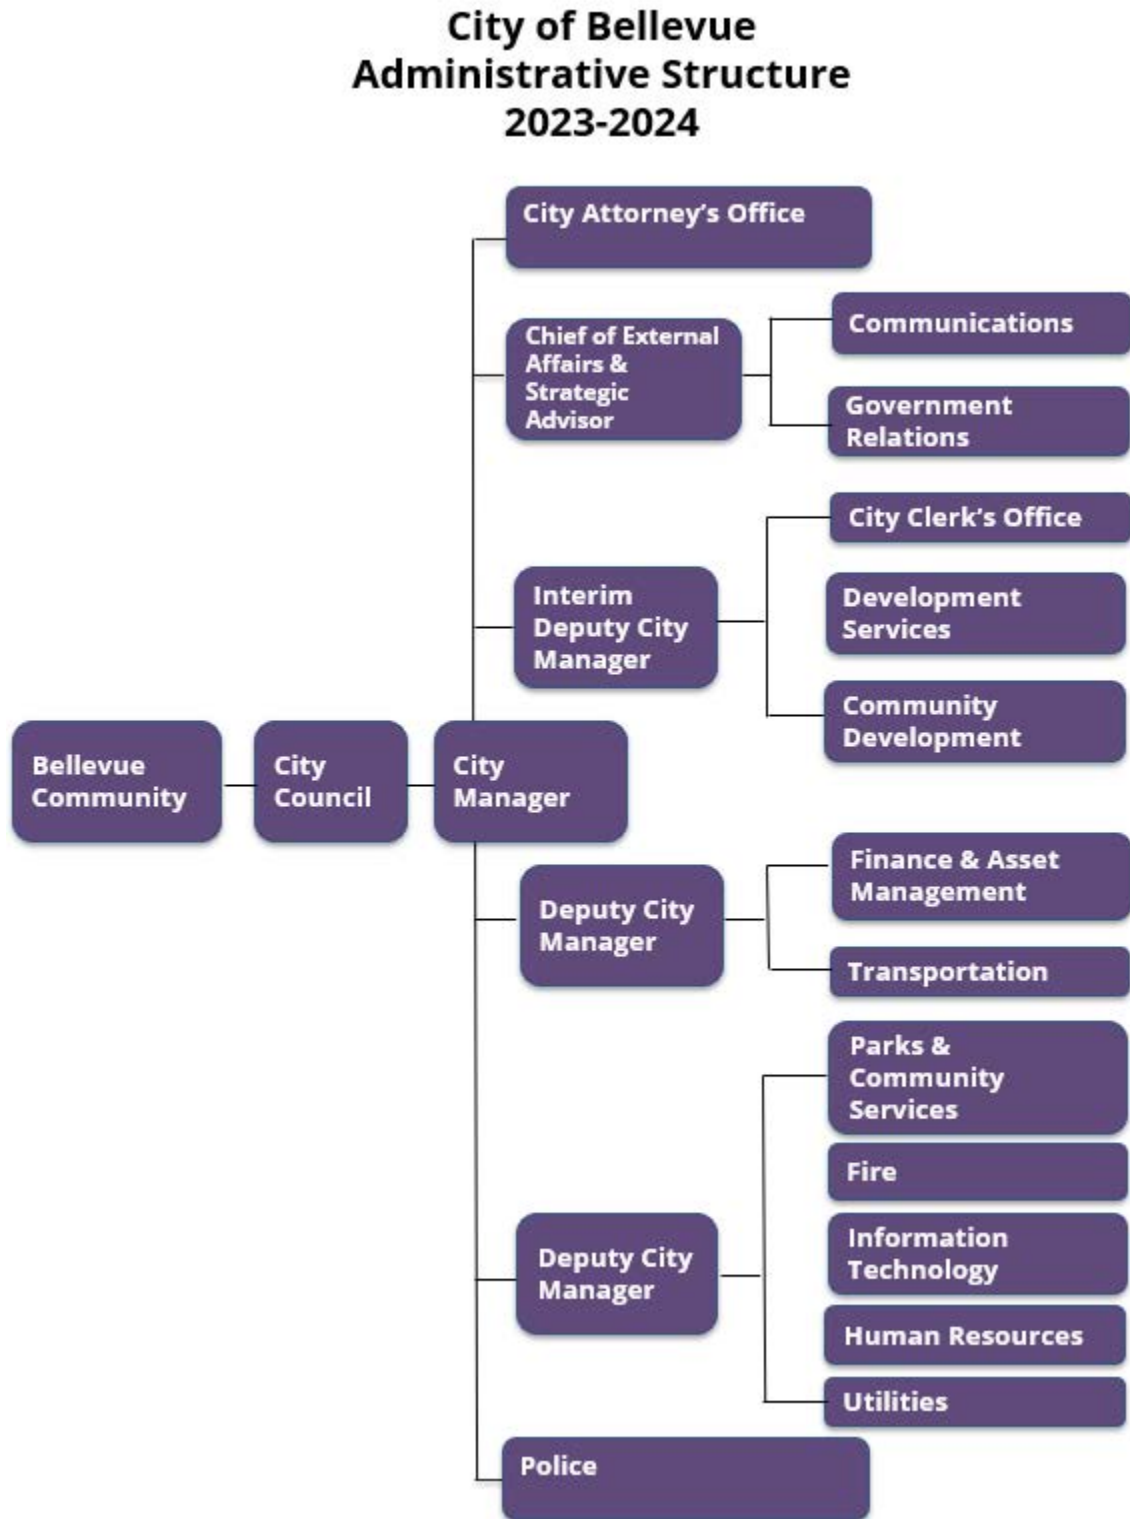 City of Bellevue
Administrative Structure
2023-2024
City Attorney’s Office
Chief of External
Affairs &
Strategic
Advisor
Communications
Government
Relations
Interim
Deputy City
Manager
City Clerk’s Office
Development
Services
Community
Development
Bellevue
Community
City
Council
City
Manager
Deputy City
Manager
Finance & Asset
Management
Transportation
Deputy City
Manager
Parks &
Community
Services
Fire
Information
Technology
Human Resources
Utilities
Police